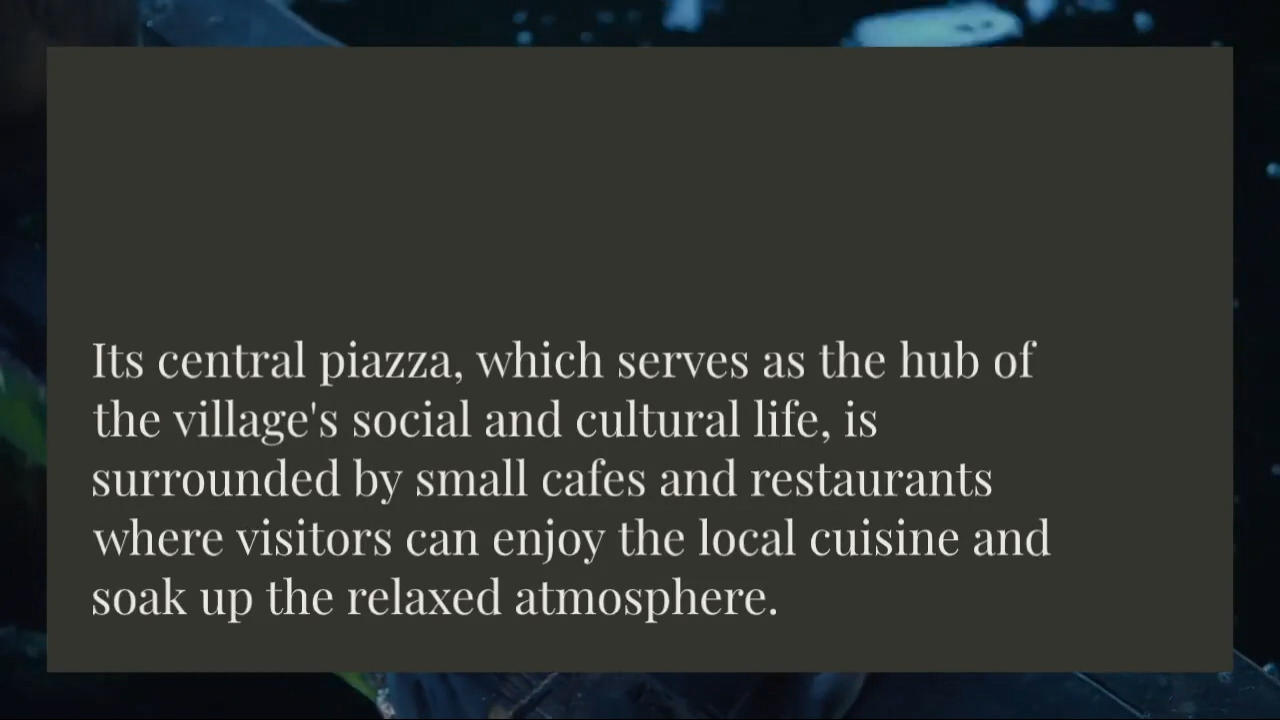 Its central piazza, which serves as the hub of
the village's social and cultural life, is
surrounded by small cafes and restaurants
where visitors can enjoy the local cuisine and
soak up the relaxed atmosphere.